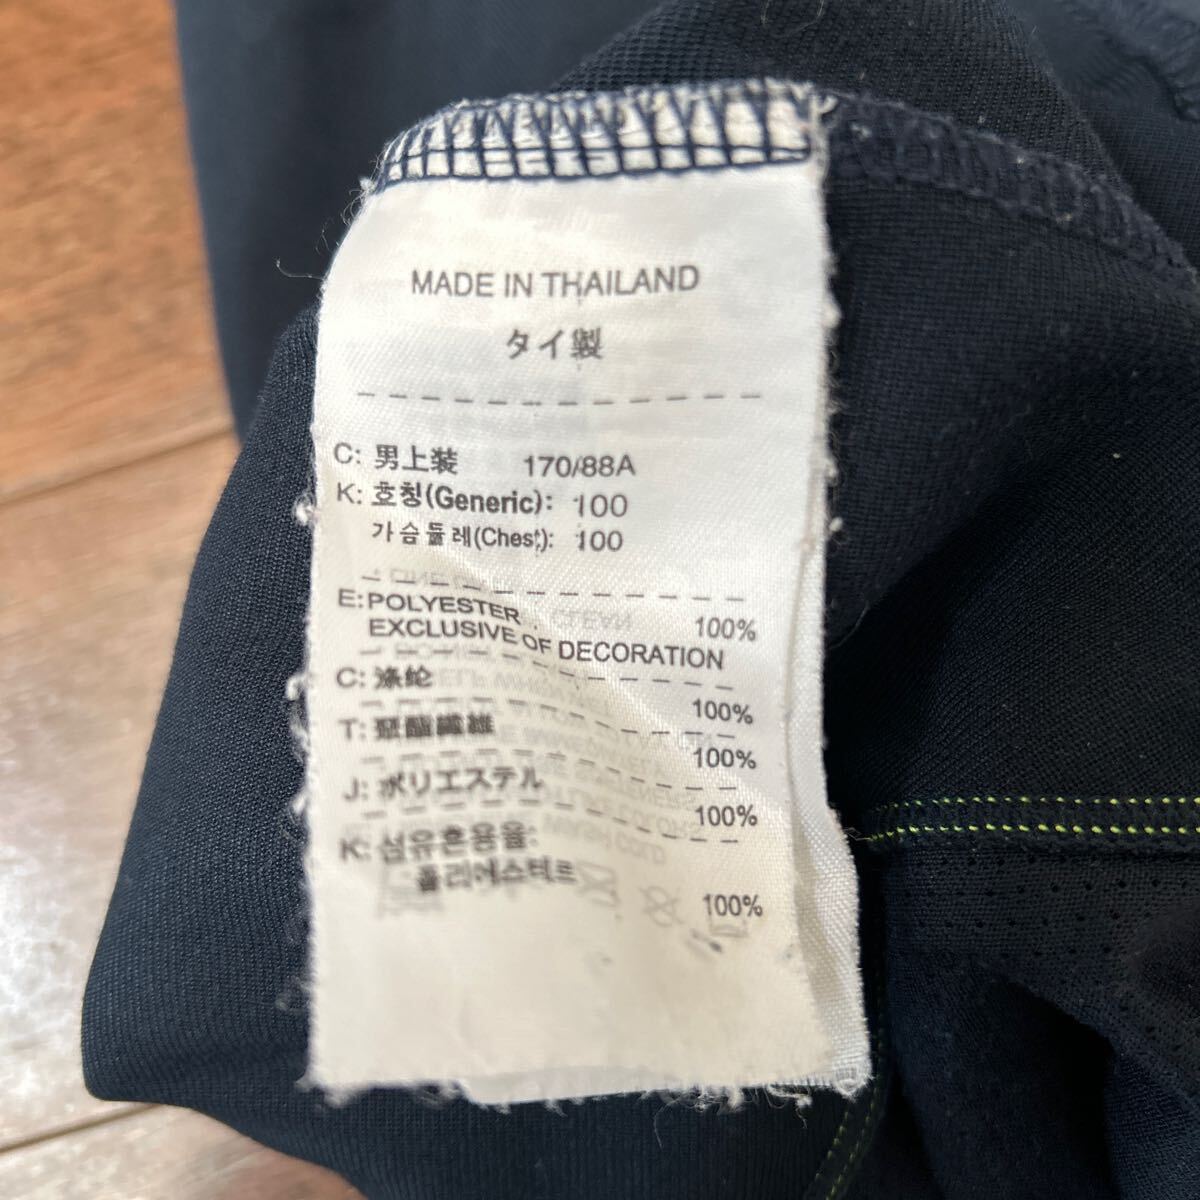 MADE IN THAILAND
タイ製
C: 男上装 170/88A
K: 호칭(Generic): 100
가슴둘레(Chest): 100
E: POLYESTER 100%
EXCLUSIVE OF DECORATION
C: 涤纶 100%
T: 聚酯纖維 100%
J: ポリエステル 100%
K: 섬유혼용율:
폴리에스테르 100%